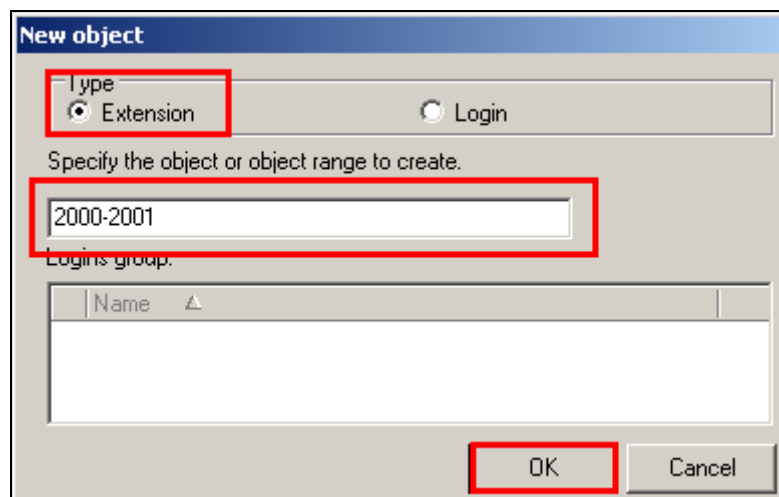 New object
Type
Extension
Login
Specify the object or object range to create.
2000-2001
Logins group:
Name
OK
Cancel